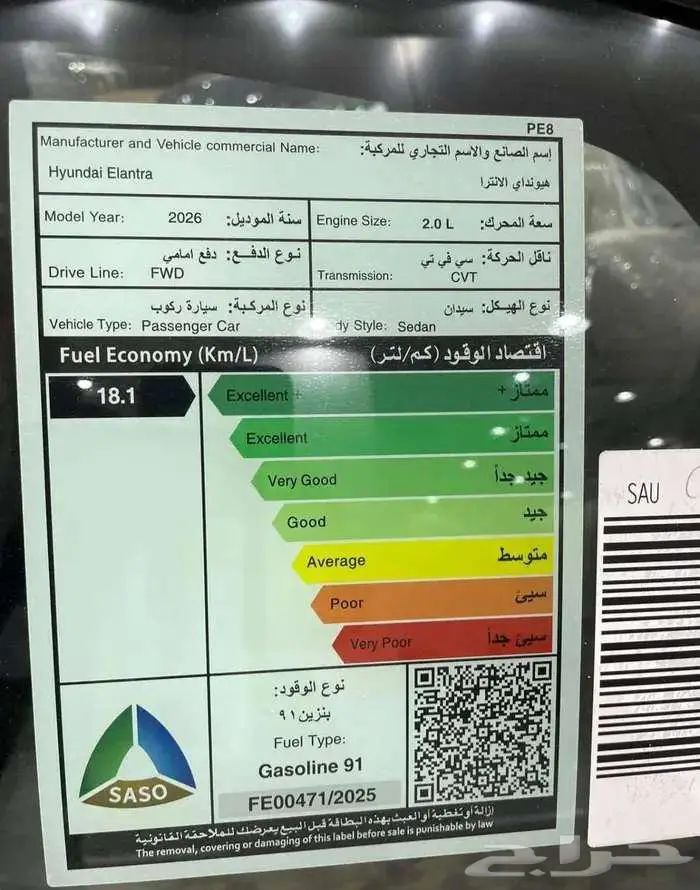 PE8
Manufacturer and Vehicle commercial Name: إسم الصانع والاسم التجاري للمركبة:
Hyundai Elantra هيونداي الانترا
Model Year: 2026 سنة الموديل: Engine Size: 2.0 L سعة المحرك:
نوع الدفع: دفع امامي ناقل الحركة: سي في تي
Drive Line: FWD Transmission: CVT
نوع المركبة: سيارة ركوب نوع الهيكل: سيدان
Vehicle Type: Passenger Car dy Style: Sedan
Fuel Economy (Km/L) اقتصاد الوقود (كم/لتر)
18.1 Excellent + ممتاز +
Excellent ممتاز
Very Good جيد جداً
Good جيد
Average متوسط
Poor سيئ
Very Poor سيئ جداً
نوع الوقود:
بنزين ٩١
Fuel Type:
Gasoline 91
FE00471/2025
SASO
إزالة أو تغطية أو العبث بهذه البطاقة قبل البيع يعرضك للملاحقة القانونية
The removal, covering or damaging of this label before sale is punishable by law
SAU
حراج